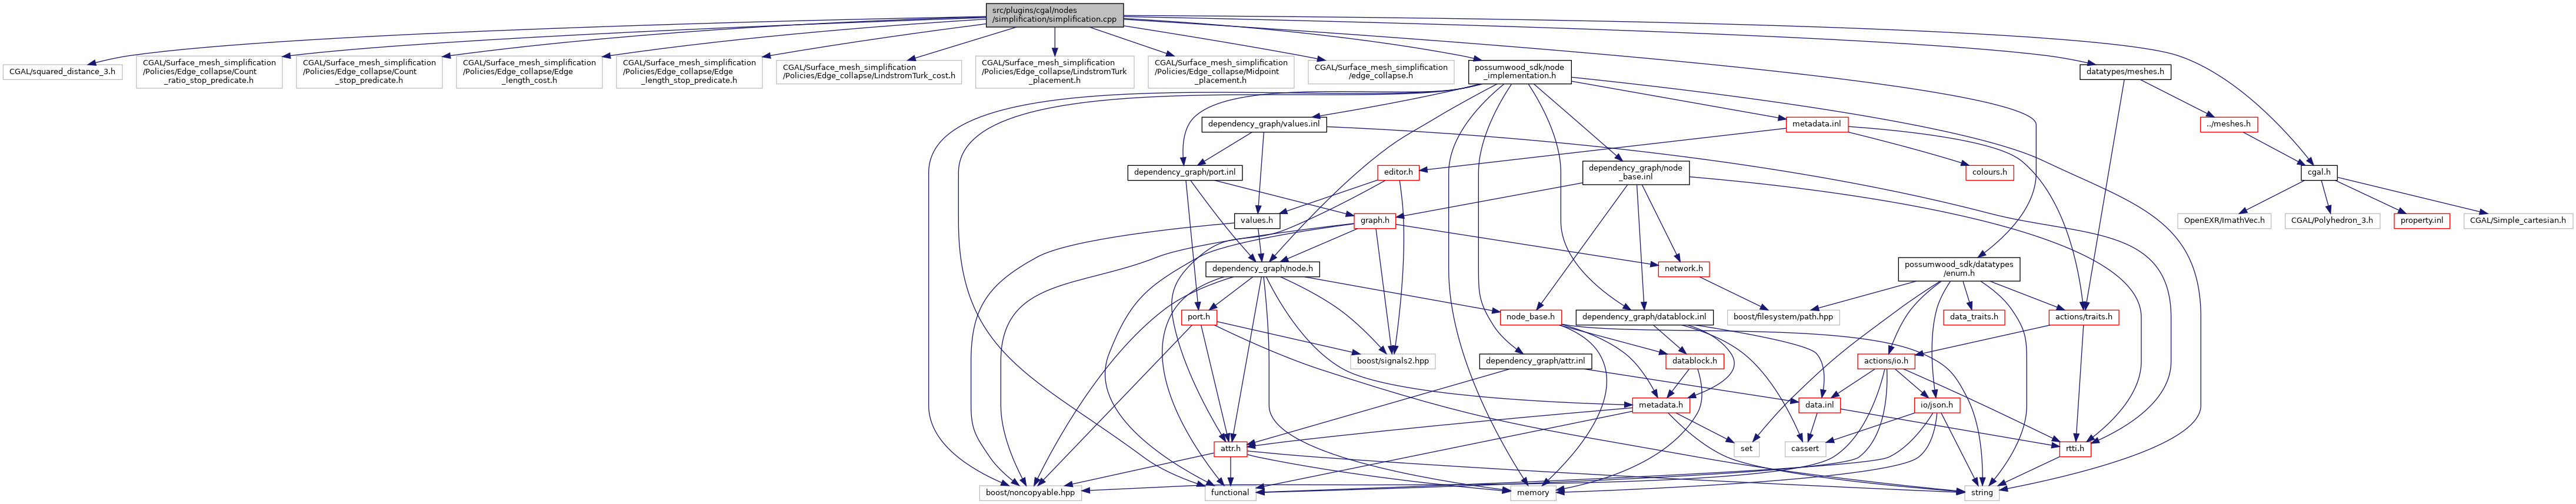 src/plugins/cgal/nodes
/simplification/simplification.cpp
CGAL/squared_distance_3.h
CGAL/Surface_mesh_simplification
/Policies/Edge_collapse/Count
_ratio_stop_predicate.h
CGAL/Surface_mesh_simplification
/Policies/Edge_collapse/Count
_stop_predicate.h
CGAL/Surface_mesh_simplification
/Policies/Edge_collapse/Edge
_length_cost.h
CGAL/Surface_mesh_simplification
/Policies/Edge_collapse/Edge
_length_stop_predicate.h
CGAL/Surface_mesh_simplification
/Policies/Edge_collapse/LindstromTurk_cost.h
CGAL/Surface_mesh_simplification
/Policies/Edge_collapse/LindstromTurk
_placement.h
CGAL/Surface_mesh_simplification
/Policies/Edge_collapse/Midpoint
_placement.h
CGAL/Surface_mesh_simplification
/edge_collapse.h
possumwood_sdk/node
_implementation.h
datatypes/meshes.h
dependency_graph/values.inl
metadata.inl
../meshes.h
dependency_graph/port.inl
editor.h
dependency_graph/node
_base.inl
colours.h
cgal.h
values.h
graph.h
OpenEXR/ImathVec.h
CGAL/Polyhedron_3.h
property.inl
CGAL/Simple_cartesian.h
dependency_graph/node.h
network.h
possumwood_sdk/datatypes
/enum.h
port.h
node_base.h
dependency_graph/datablock.inl
boost/filesystem/path.hpp
data_traits.h
actions/traits.h
boost/signals2.hpp
dependency_graph/attr.inl
datablock.h
actions/io.h
metadata.h
data.inl
io/json.h
attr.h
set
cassert
rtti.h
boost/noncopyable.hpp
functional
memory
string